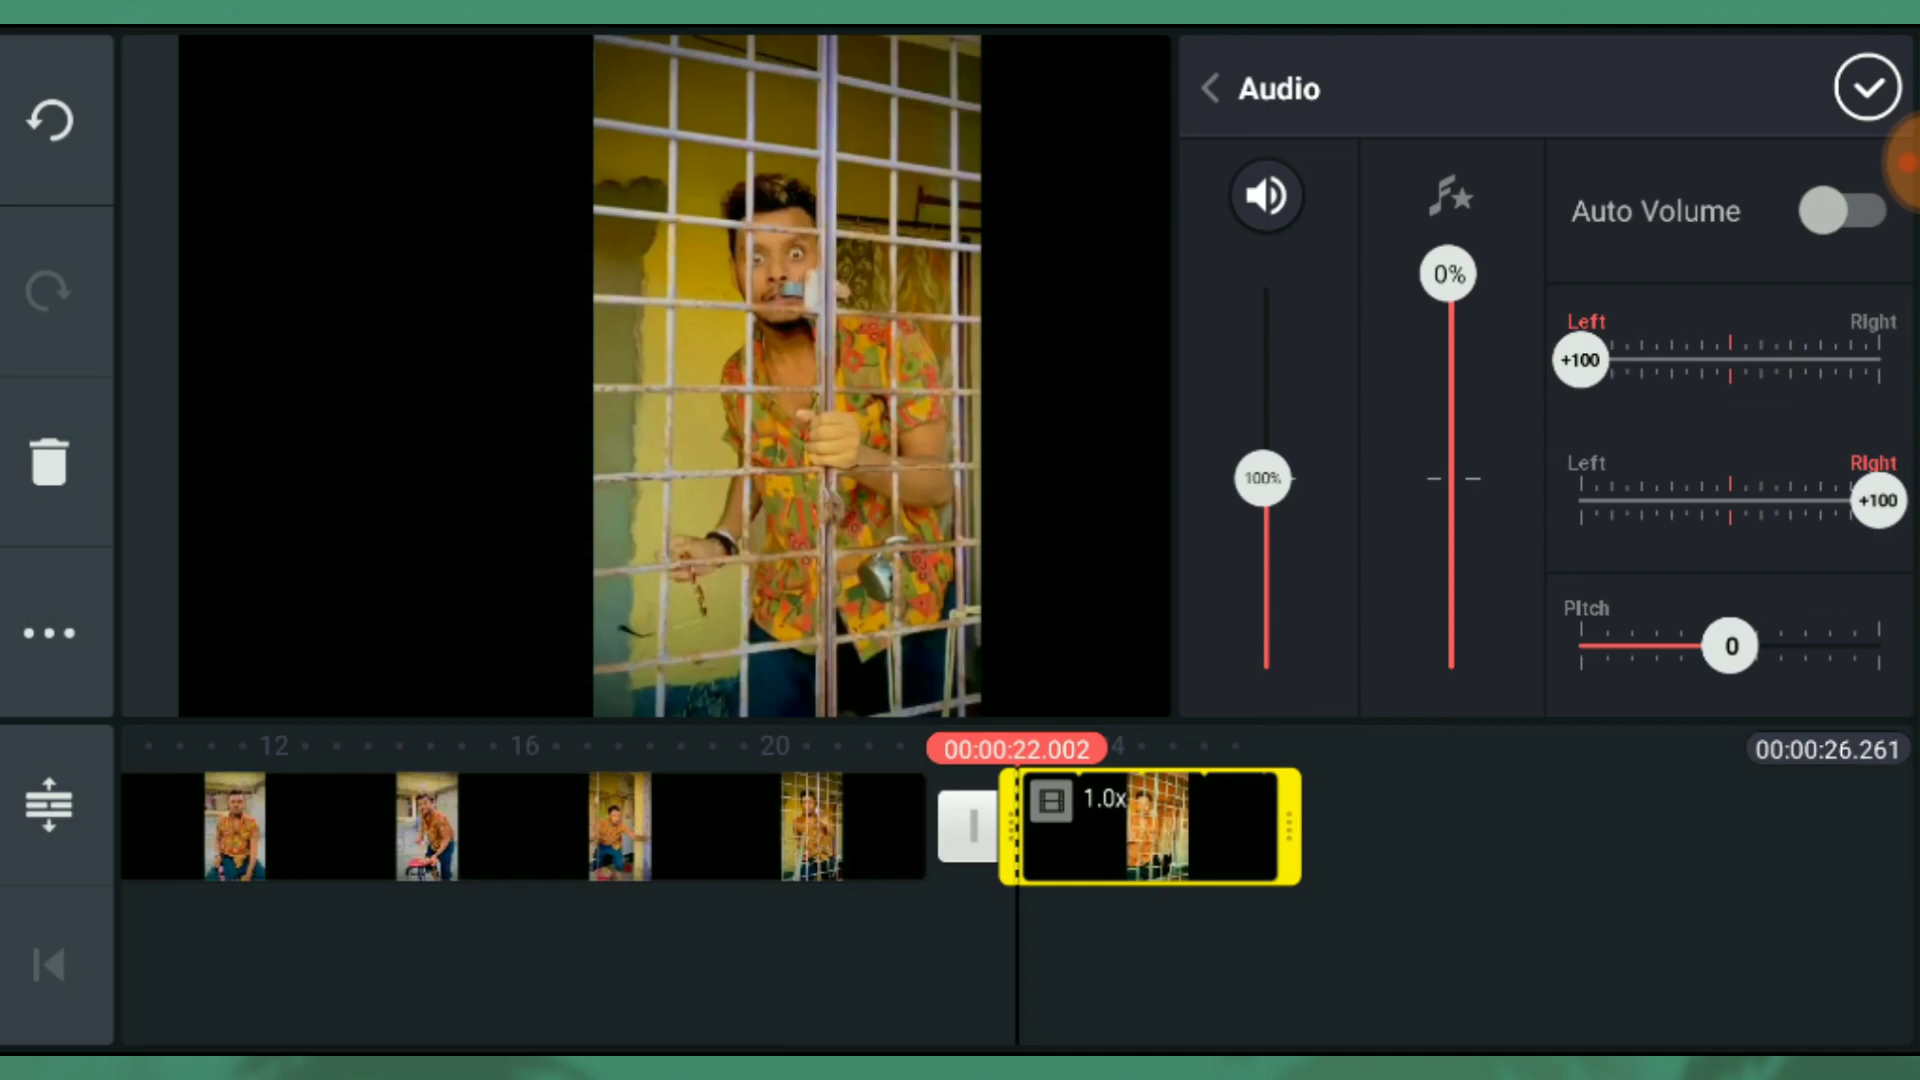 Audio
Auto Volume
0%
Left
Right
+100
100%
Left
Right
+100
Pitch
0
12
16
20
00:00:22.002
4
00:00:26.261
1.0x